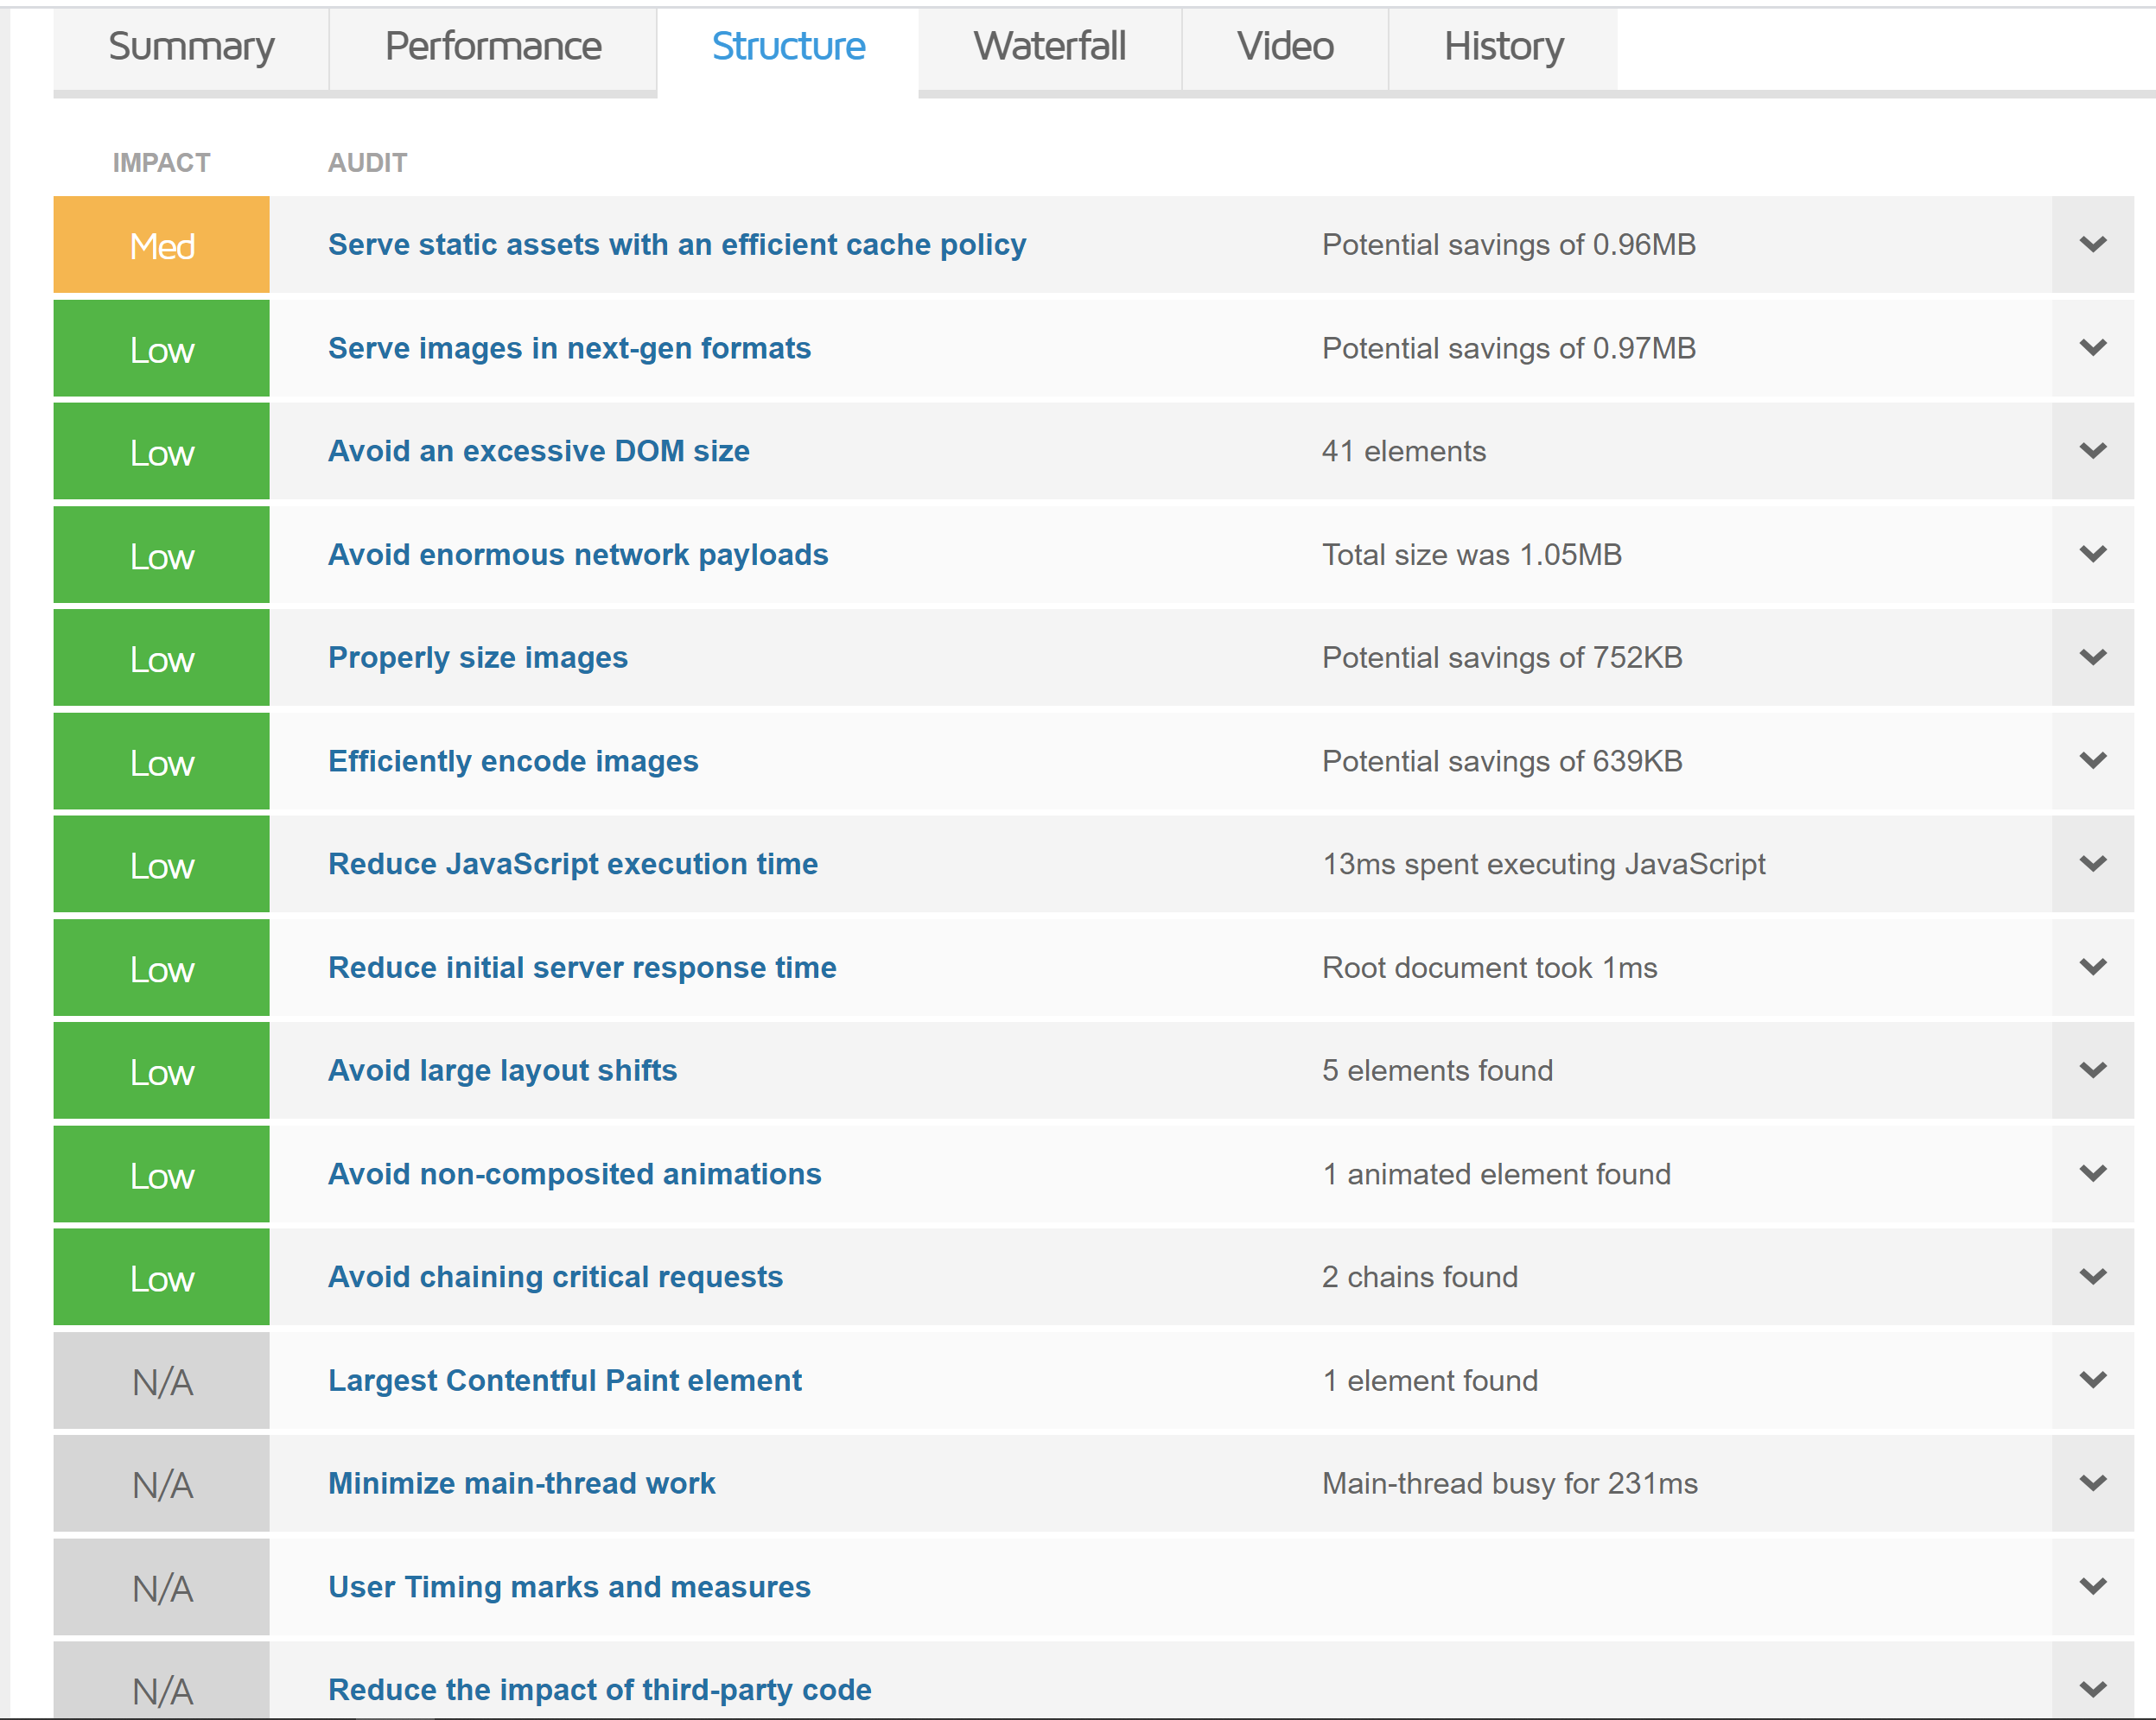 Summary Performance Structure Waterfall Video History
IMPACT AUDIT
Med Serve static assets with an efficient cache policy Potential savings of 0.96MB
Low Serve images in next-gen formats Potential savings of 0.97MB
Low Avoid an excessive DOM size 41 elements
Low Avoid enormous network payloads Total size was 1.05MB
Low Properly size images Potential savings of 752KB
Low Efficiently encode images Potential savings of 639KB
Low Reduce JavaScript execution time 13ms spent executing JavaScript
Low Reduce initial server response time Root document took 1ms
Low Avoid large layout shifts 5 elements found
Low Avoid non-composited animations 1 animated element found
Low Avoid chaining critical requests 2 chains found
N/A Largest Contentful Paint element 1 element found
N/A Minimize main-thread work Main-thread busy for 231ms
N/A User Timing marks and measures
N/A Reduce the impact of third-party code